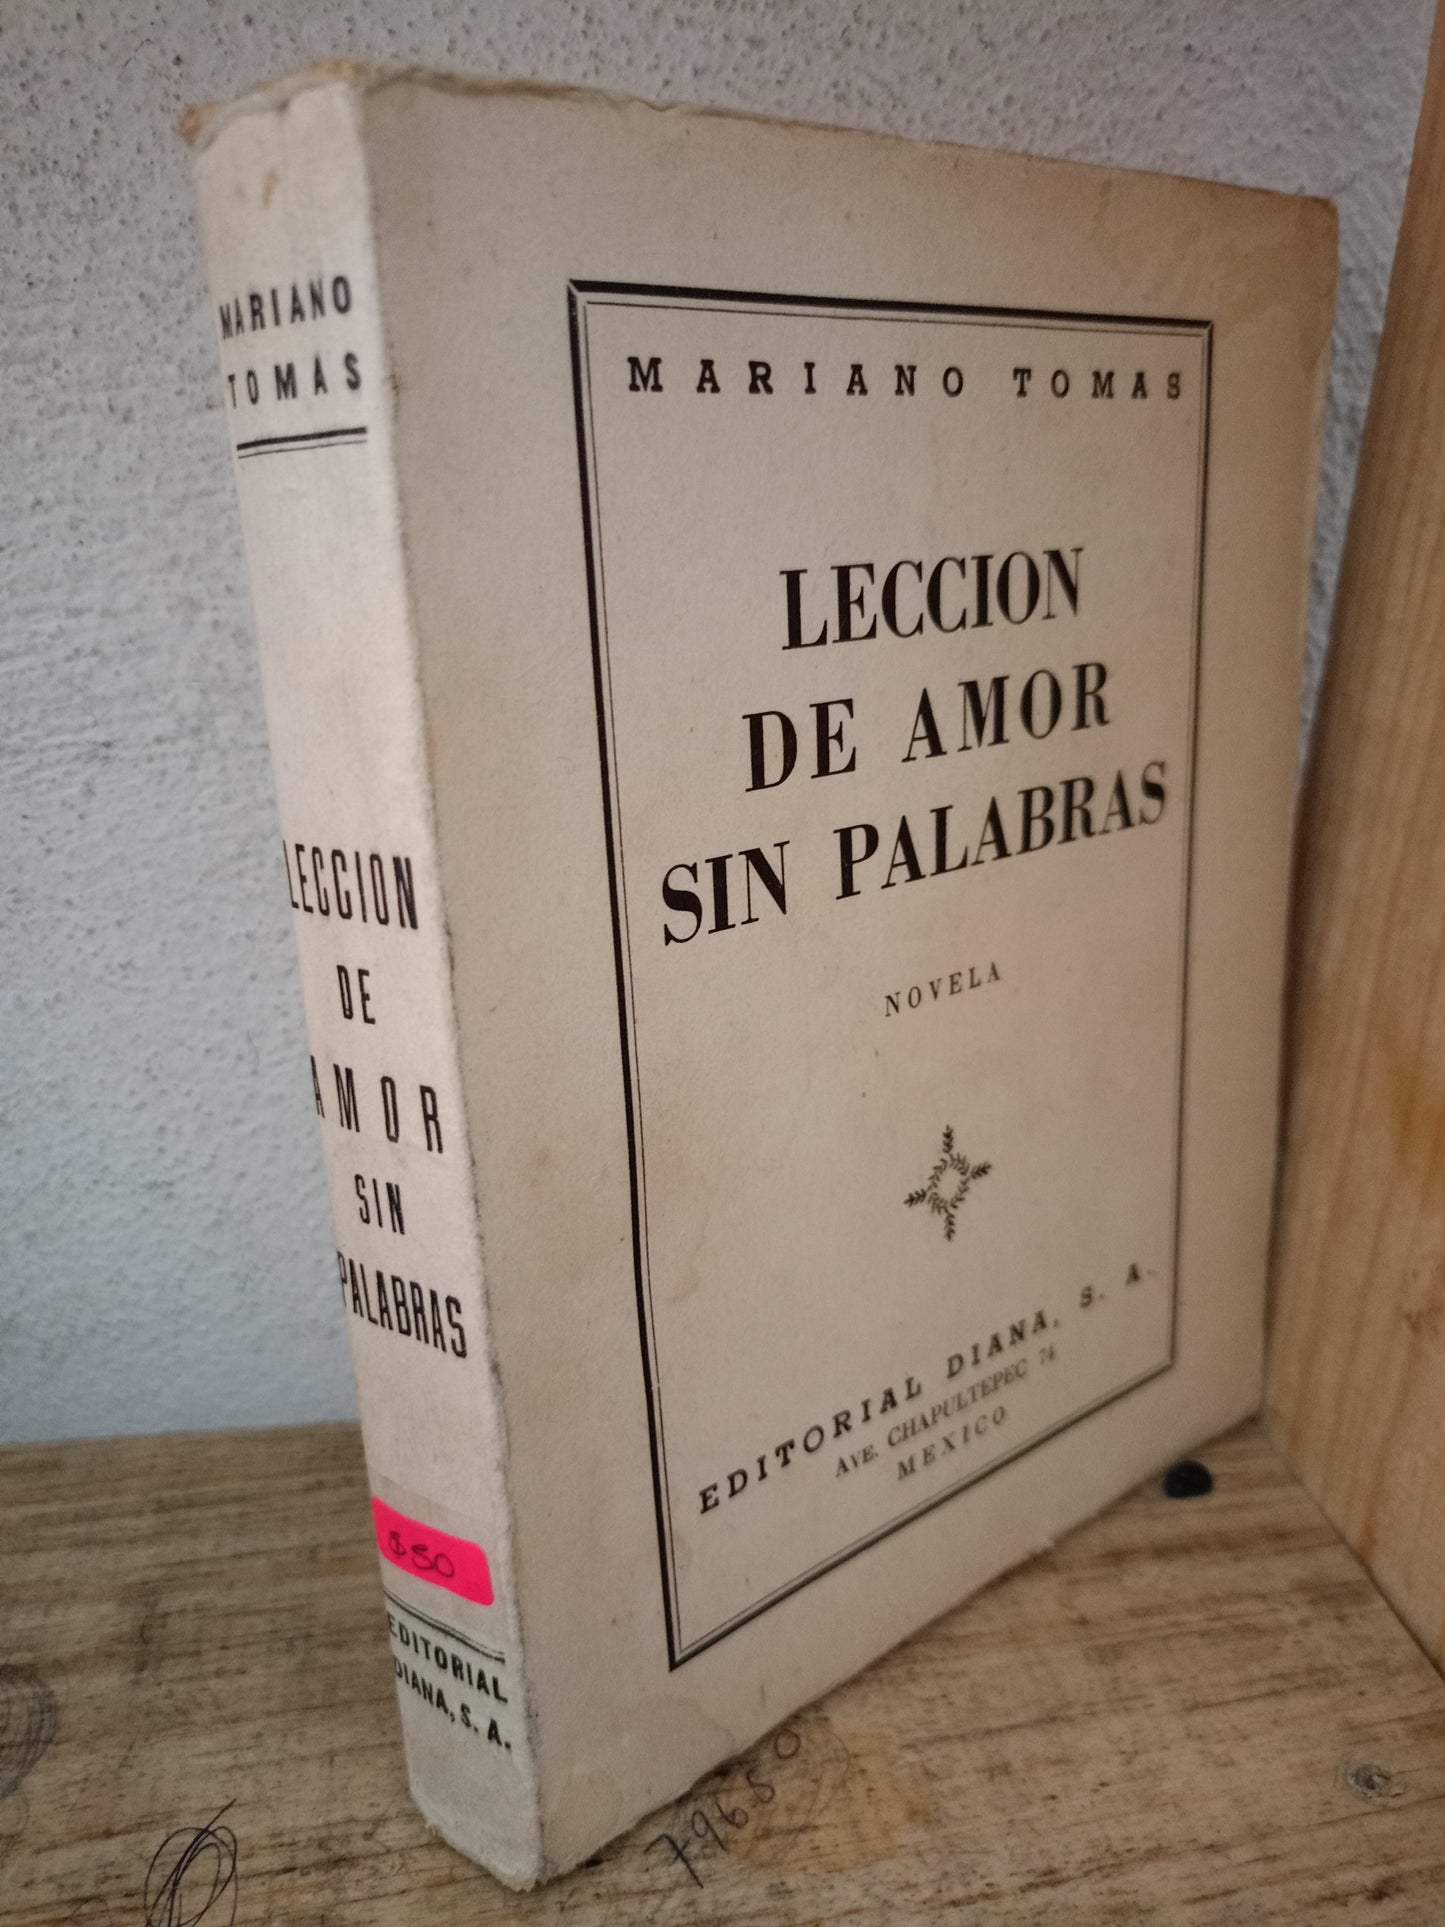 MARIANO
TOMAS
LECCION
DE
AMOR
SIN
PALABRAS
$50
EDITORIAL
DIANA, S. A.
MARIANO TOMAS
LECCION
DE AMOR
SIN PALABRAS
NOVELA
EDITORIAL DIANA, S. A.
AVE. CHAPULTEPEC 74
MEXICO
79650